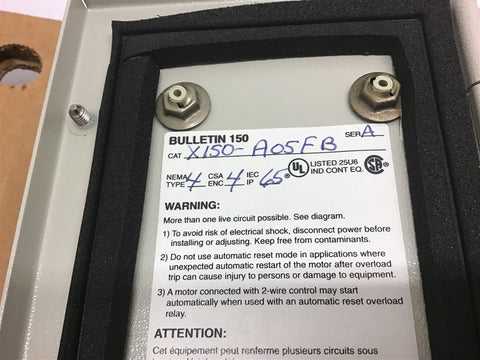 BULLETIN 150
CAT X150-A05FB SER A
NEMA TYPE 4 CSA ENC 4 IEC IP 65 UL ® LISTED 25U6 IND CONT EQ. SA ®
WARNING:
More than one live circuit possible. See diagram.
1) To avoid risk of electrical shock, disconnect power before
installing or adjusting. Keep free from contaminants.
2) Do not use automatic reset mode in applications where
unexpected automatic restart of the motor after overload
trip can cause injury to persons or damage to equipment.
3) A motor connected with 2-wire control may start
automatically when used with an automatic reset overload
relay.
ATTENTION:
Cet équipement peut renferme plusieurs circuits sous